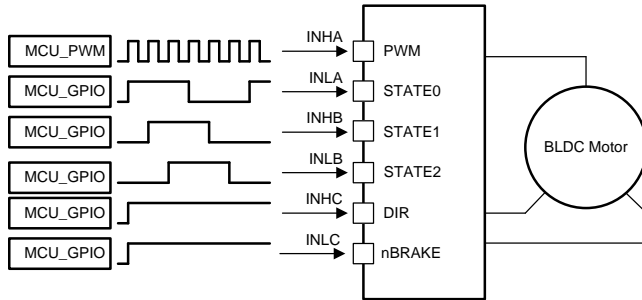 INHA
MCU_PWM
PWM
INLA
MCU_GPIO
STATE0
INHB
MCU_GPIO
STATE1
BLDC Motor
INLB
MCU_GPIO
STATE2
INHC
MCU_GPIO
DIR
INLC
MCU_GPIO
nBRAKE